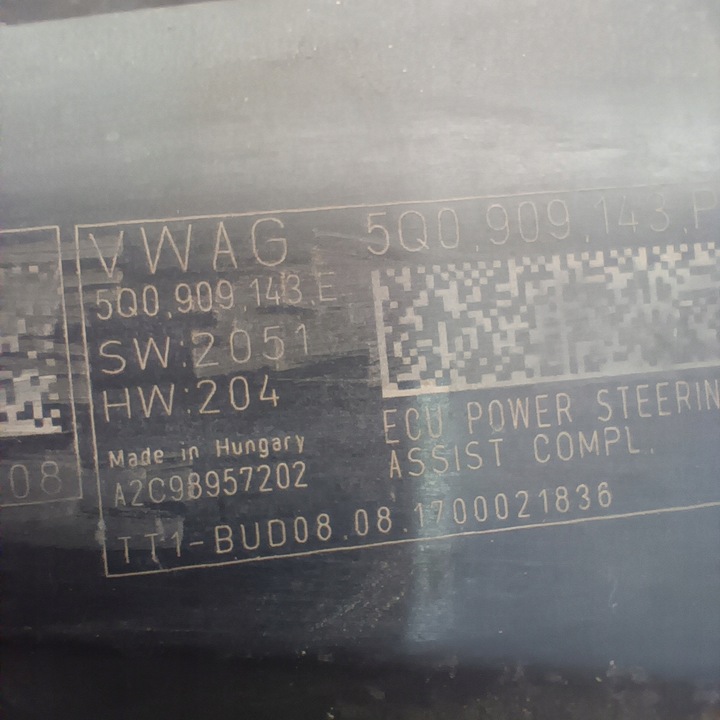 VWAG
5Q0.909.143.E
SW:2051
HW:204
Made in Hungary
A2C98957202
TT1-BUD08.08.1700021836
5Q0.909.143.P
ECU POWER STEERIN
ASSIST COMPL.
08